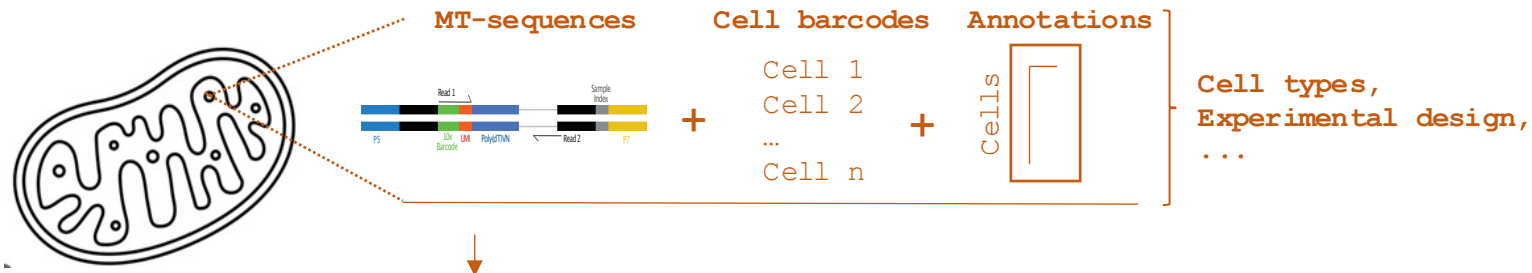 MT-sequences
Cell barcodes
Annotations
Read 1
Sample
Index
P5
10x
Barcode
UMI
Poly(dT)VN
Read 2
P7
+
Cell 1
Cell 2
…
Cell n
+
Cells
Cell types,
Experimental design,
...